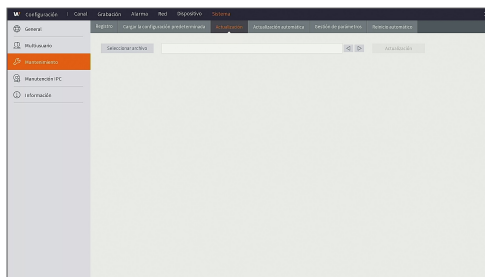 W Configuración Canal Grabación Alarma Red Dispositivo Sistema
Registro Cargar la configuración predeterminada Actualización Actualización automática Gestión de parámetros Reinicio automático
General
Multiusuario
Mantenimiento
Manutención IPC
Información
Seleccionar archivo
Actualización